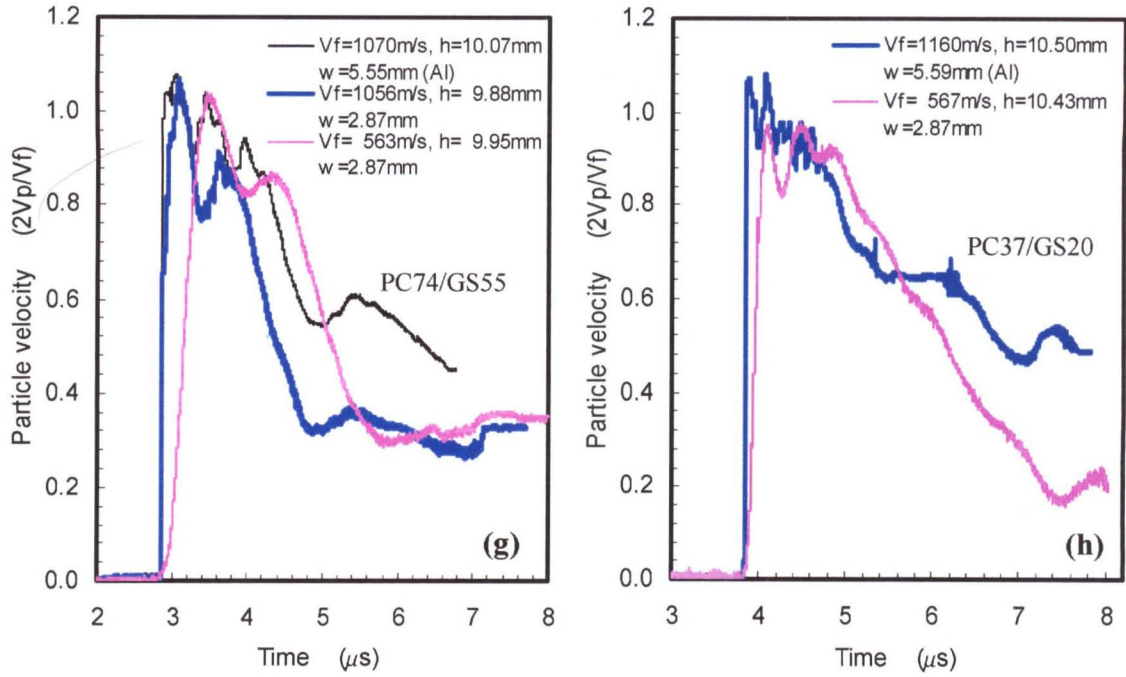 1.2
1.0
0.8
0.6
0.4
0.2
0.0
Particle velocity (2Vp/Vf)
Vf=1070m/s, h=10.07mm
w=5.55mm (Al)
Vf=1056m/s, h= 9.88mm
w=2.87mm
Vf= 563m/s, h= 9.95mm
w=2.87mm
PC74/GS55
(g)
2 3 4 5 6 7 8
Time (μs)
1.2
1.0
0.8
0.6
0.4
0.2
0.0
Particle velocity (2Vp/Vf)
Vf=1160m/s, h=10.50mm
w=5.59mm (Al)
Vf= 567m/s, h=10.43mm
w=2.87mm
PC37/GS20
(h)
3 4 5 6 7 8
Time (μs)